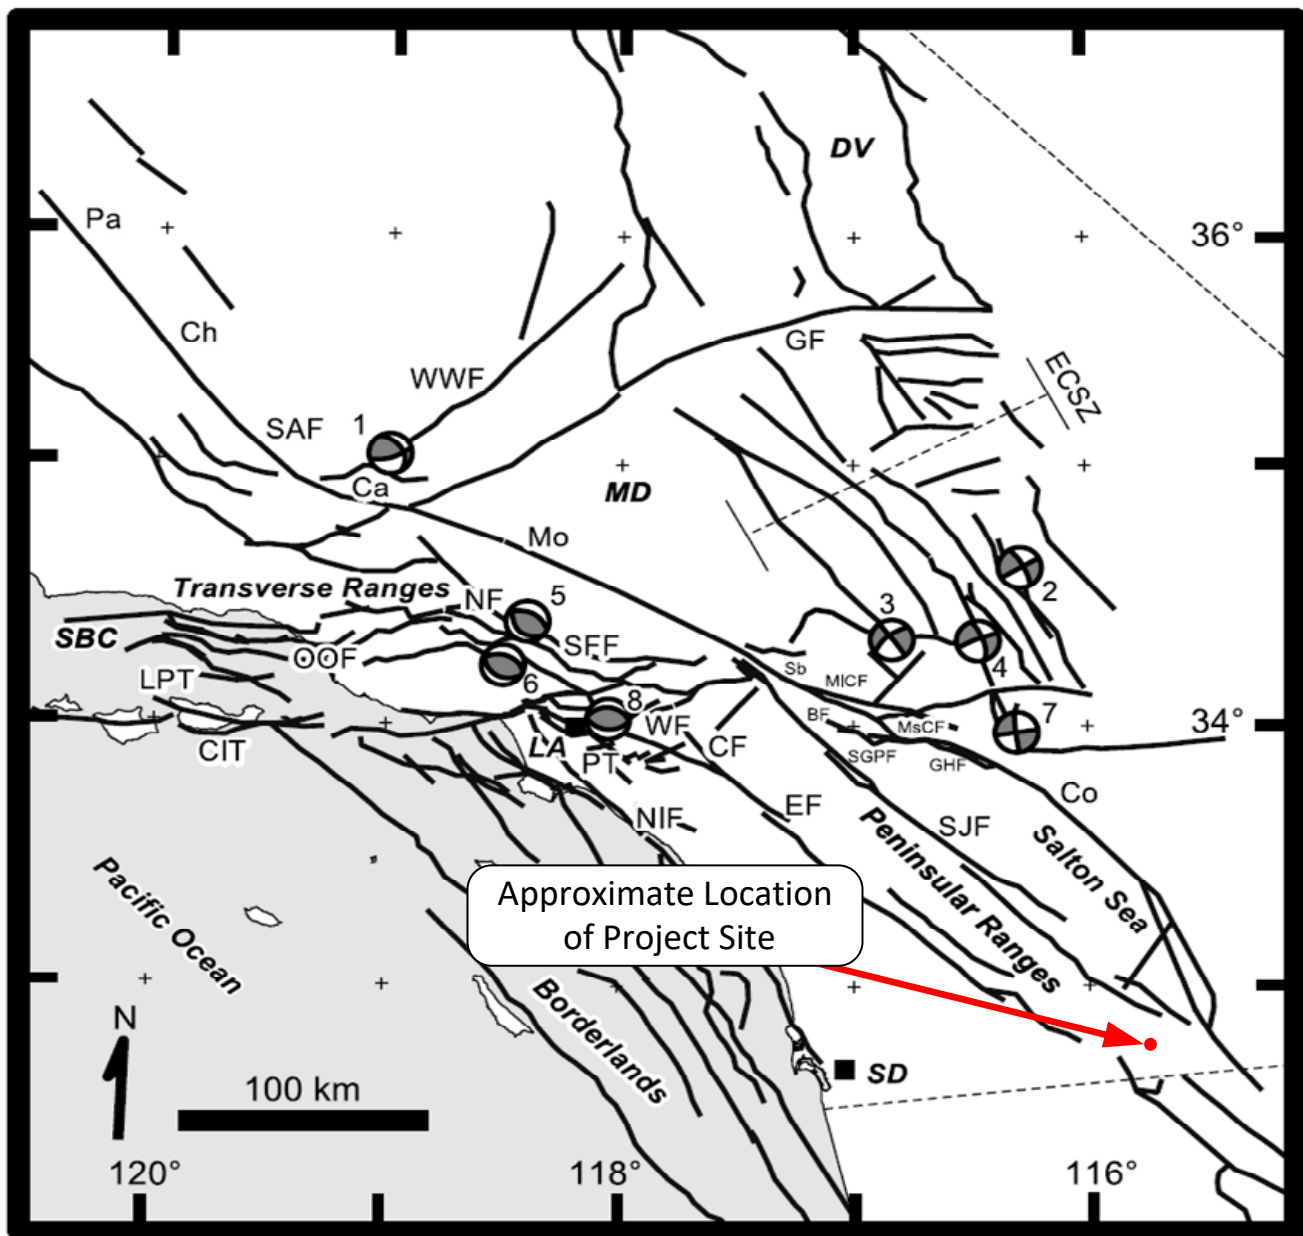 DV
Pa
36°
Ch
GF
ECSZ
WWF
SAF
1
Ca
MD
Mo
2
Transverse Ranges
NF
5
3
SBC
OOF
SFF
4
LPT
6
Sb
MICF
8
WF
BF
MsCF
7
34°
CIT
LA
PT
CF
SGPF
GHF
Co
NIF
EF
SJF
Peninsular Ranges
Salton Sea
Pacific Ocean
Approximate Location
of Project Site
Borderlands
N
SD
100 km
120°
118°
116°